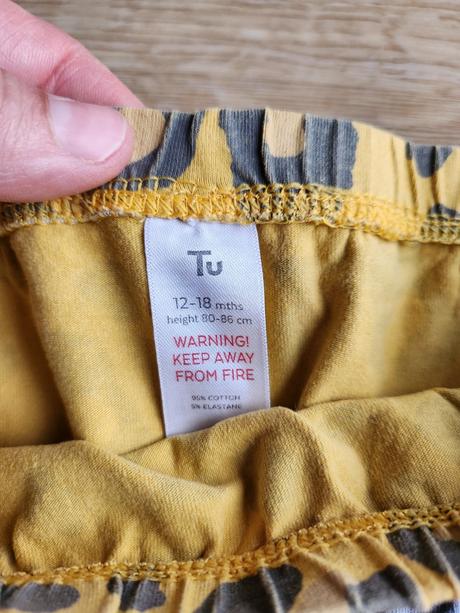 Tu
12-18 mths
height 80-86 cm
WARNING!
KEEP AWAY
FROM FIRE
95% COTTON
5% ELASTANE